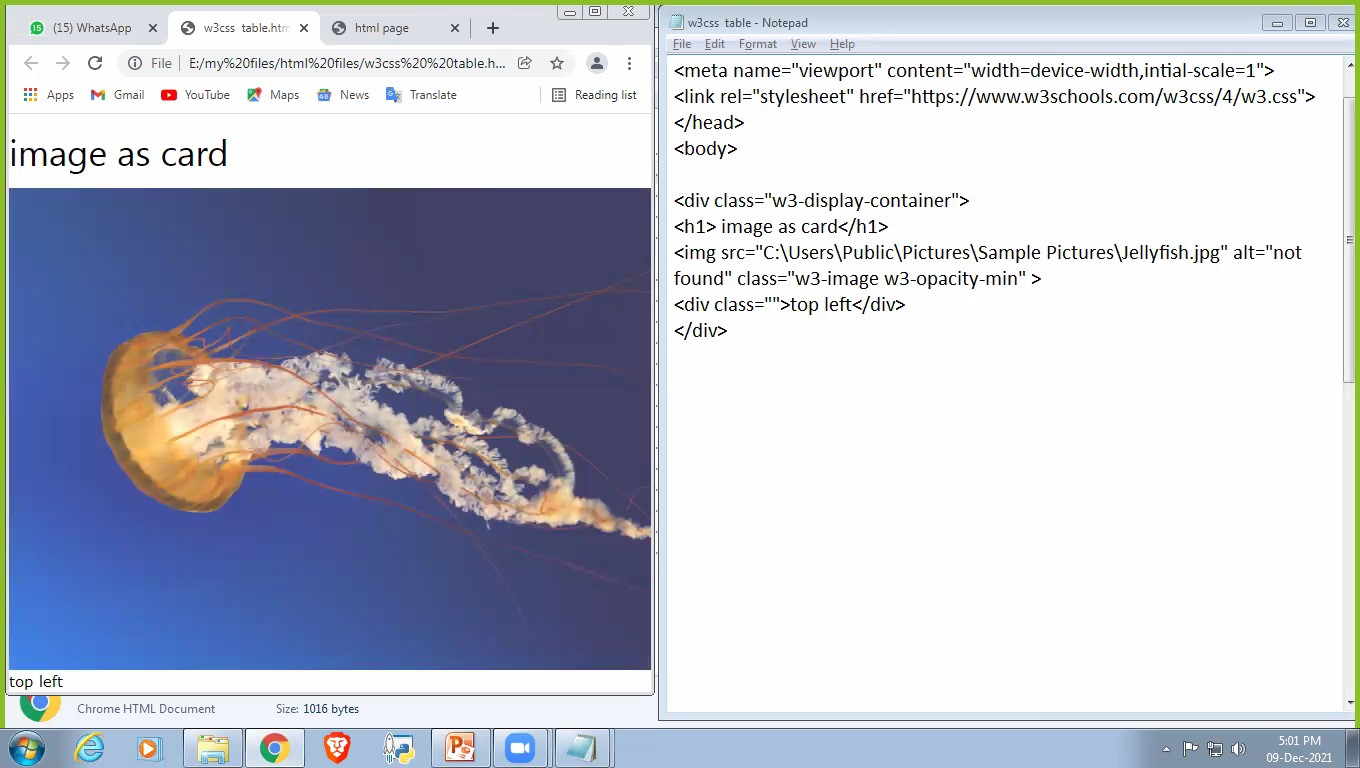 (15) WhatsApp
w3css table.htm
html page
File
E:/my%20files/html%20files/w3css%20%20table.h...
Apps
Gmail
YouTube
Maps
News
Translate
Reading list
image as card
top left
Chrome HTML Document
Size: 1016 bytes
w3css table - Notepad
File Edit Format View Help
<meta name="viewport" content="width=device-width,intial-scale=1">
<link rel="stylesheet" href="https://www.w3schools.com/w3css/4/w3.css">
</head>
<body>
<div class="w3-display-container">
<h1> image as card</h1>
<img src="C:\Users\Public\Pictures\Sample Pictures\Jellyfish.jpg" alt="not
found" class="w3-image w3-opacity-min" >
<div class="">top left</div>
</div>
5:01 PM
09-Dec-2021